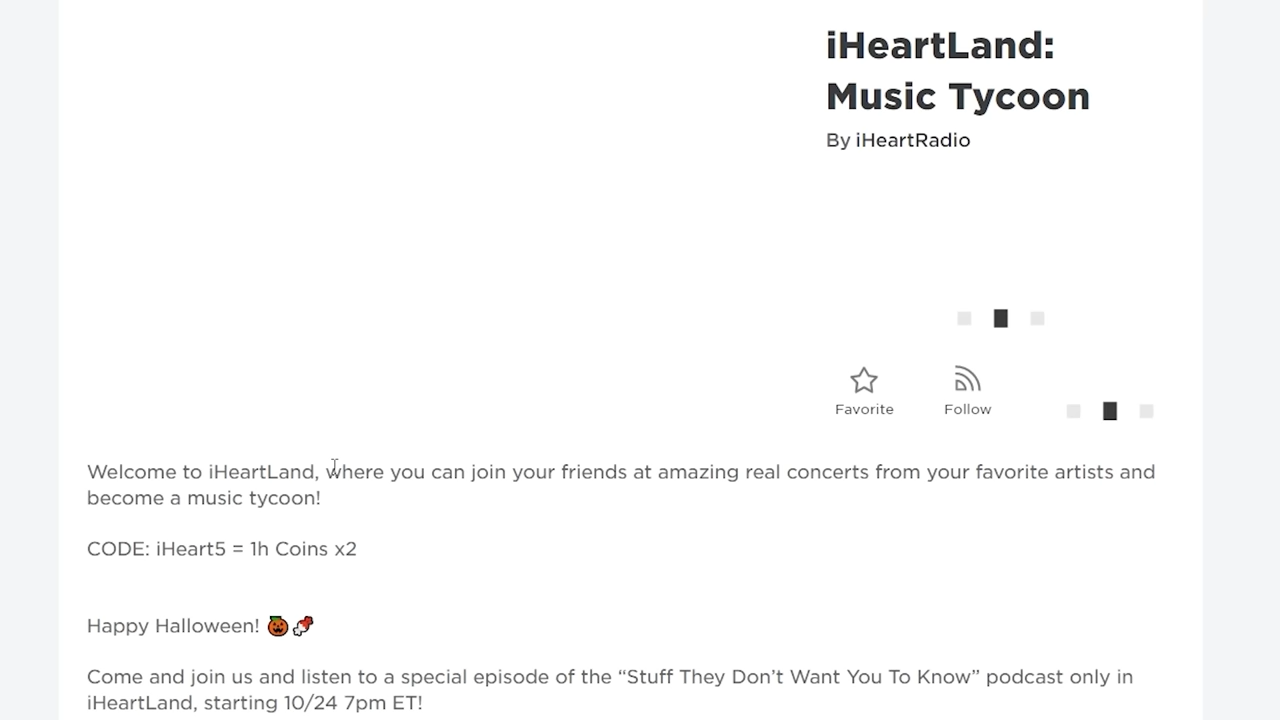 iHeartLand:
Music Tycoon
By iHeartRadio
Favorite
Follow
Welcome to iHeartLand, where you can join your friends at amazing real concerts from your favorite artists and
become a music tycoon!
CODE: iHeart5 = 1h Coins x2
Happy Halloween! 🎃🍖
Come and join us and listen to a special episode of the “Stuff They Don’t Want You To Know” podcast only in
iHeartLand, starting 10/24 7pm ET!